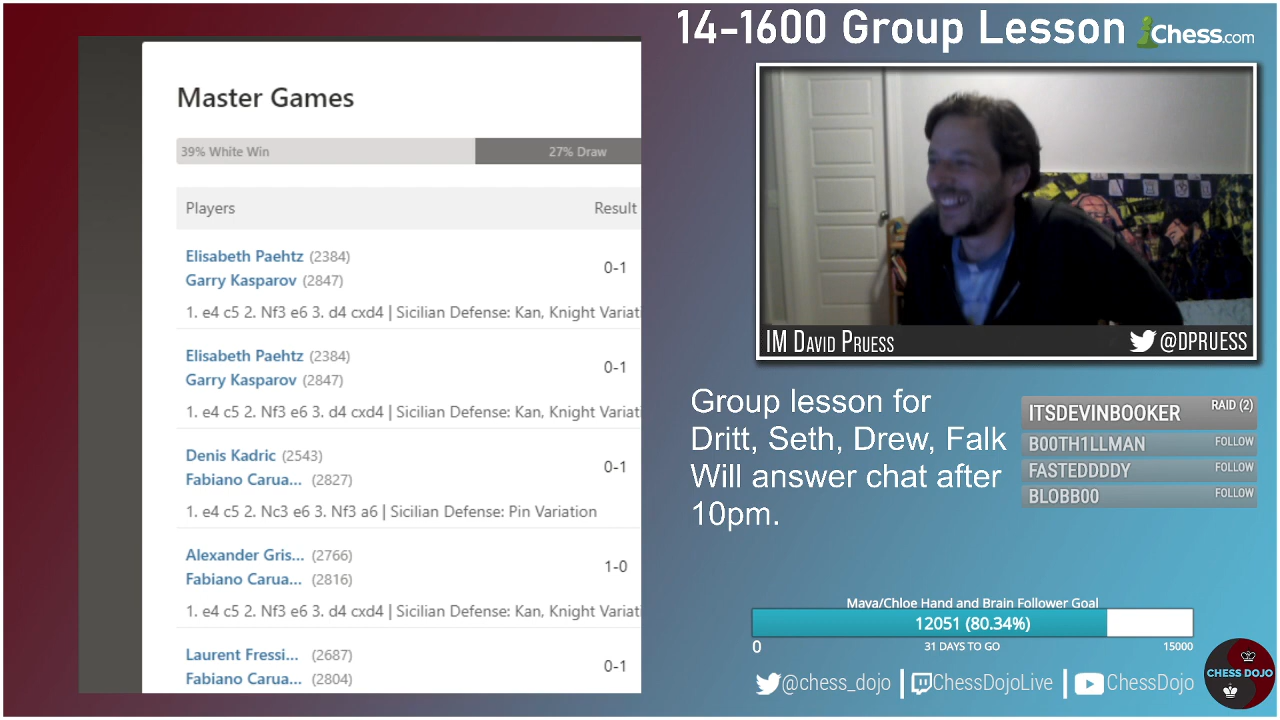 14-1600 Group Lesson
Chess.com
Master Games
39% White Win
27% Draw
Players
Result
Elisabeth Paehtz (2384)
Garry Kasparov (2847)
0-1
1. e4 c5 2. Nf3 e6 3. d4 cxd4 | Sicilian Defense: Kan, Knight Variati
Elisabeth Paehtz (2384)
Garry Kasparov (2847)
0-1
1. e4 c5 2. Nf3 e6 3. d4 cxd4 | Sicilian Defense: Kan, Knight Variati
Denis Kadric (2543)
Fabiano Carua... (2827)
0-1
1. e4 c5 2. Nc3 e6 3. Nf3 a6 | Sicilian Defense: Pin Variation
Alexander Gris... (2766)
Fabiano Carua... (2816)
1-0
1. e4 c5 2. Nf3 e6 3. d4 cxd4 | Sicilian Defense: Kan, Knight Variati
Laurent Fressi... (2687)
Fabiano Carua... (2804)
0-1
IM David Pruess
@DPRUESS
Group lesson for
Dritt, Seth, Drew, Falk
Will answer chat after
10pm.
ITSDEVINBOOKER RAID (2)
B00TH1LLMAN FOLLOW
FASTEDDDDY FOLLOW
BLOBB00 FOLLOW
Maya/Chloe Hand and Brain Follower Goal
12051 (80.34%)
0 31 DAYS TO GO 15000
@chess_dojo | ChessDojoLive | ChessDojo
CHESS DOJO